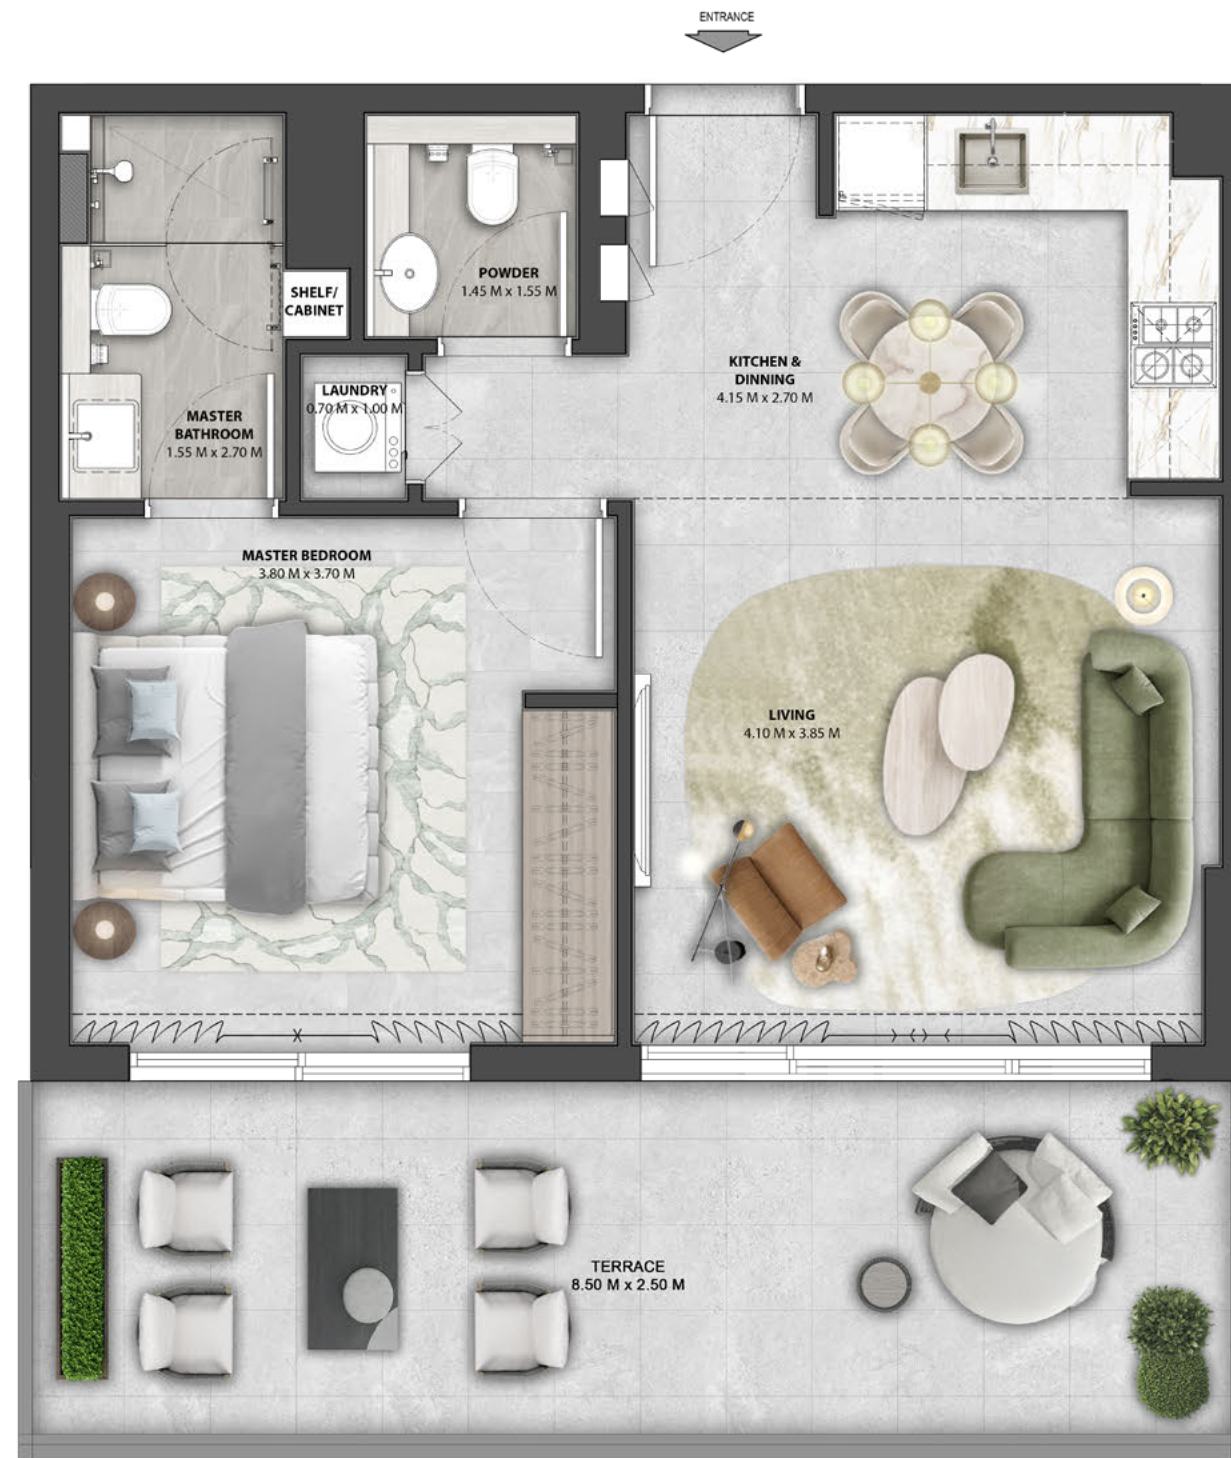 ENTRANCE
POWDER
1.45 M x 1.55 M
SHELF/
CABINET
KITCHEN &
DINNING
4.15 M x 2.70 M
LAUNDRY
0.70 M x 1.00 M
MASTER
BATHROOM
1.55 M x 2.70 M
MASTER BEDROOM
3.80 M x 3.70 M
LIVING
4.10 M x 3.85 M
TERRACE
8.50 M x 2.50 M